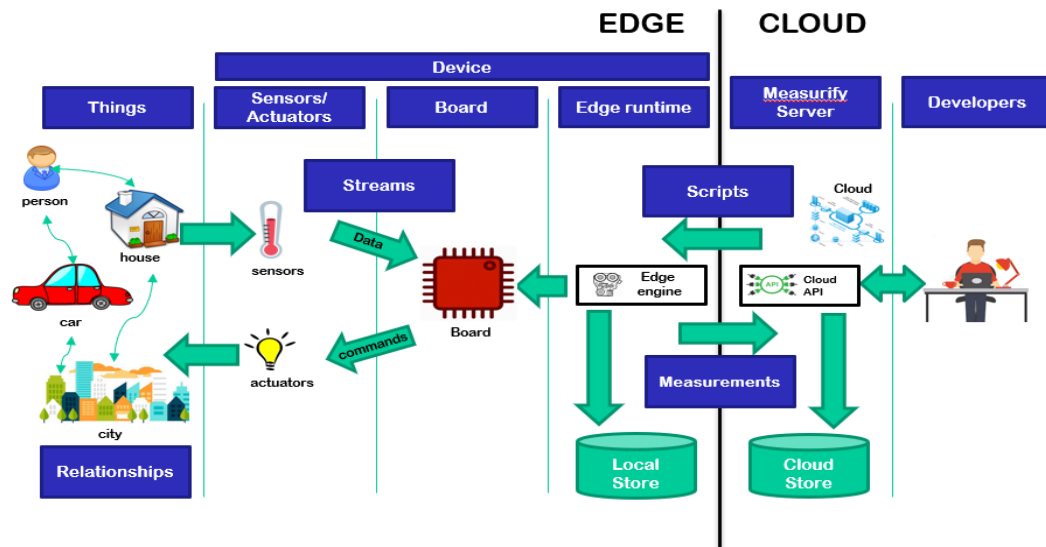 EDGE
CLOUD
Device
Things
Sensors/
Actuators
Board
Edge runtime
Measurify
Server
Developers
Streams
Scripts
person
house
sensors
Data
Cloud
Edge
engine
API
Cloud
API
car
Board
commands
actuators
Measurements
city
Relationships
Local
Store
Cloud
Store